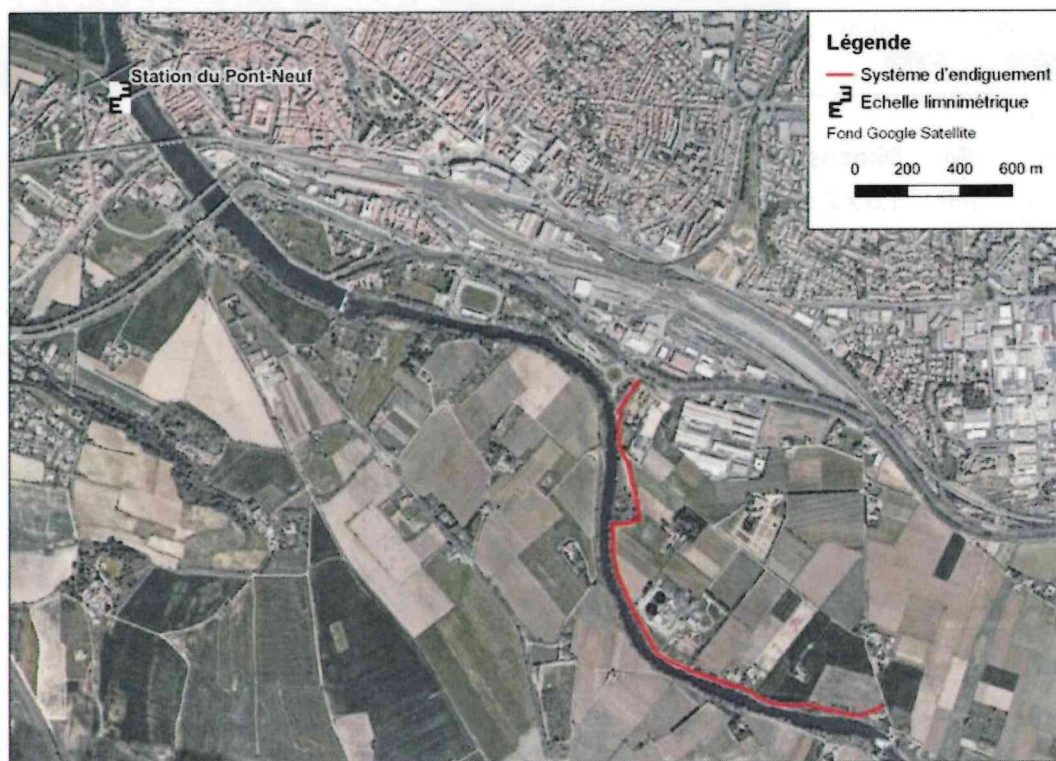 Station du Pont-Neuf
Légende
Système d'endiguement
Echelle limnimétrique
Fond Google Satellite
0 200 400 600 m